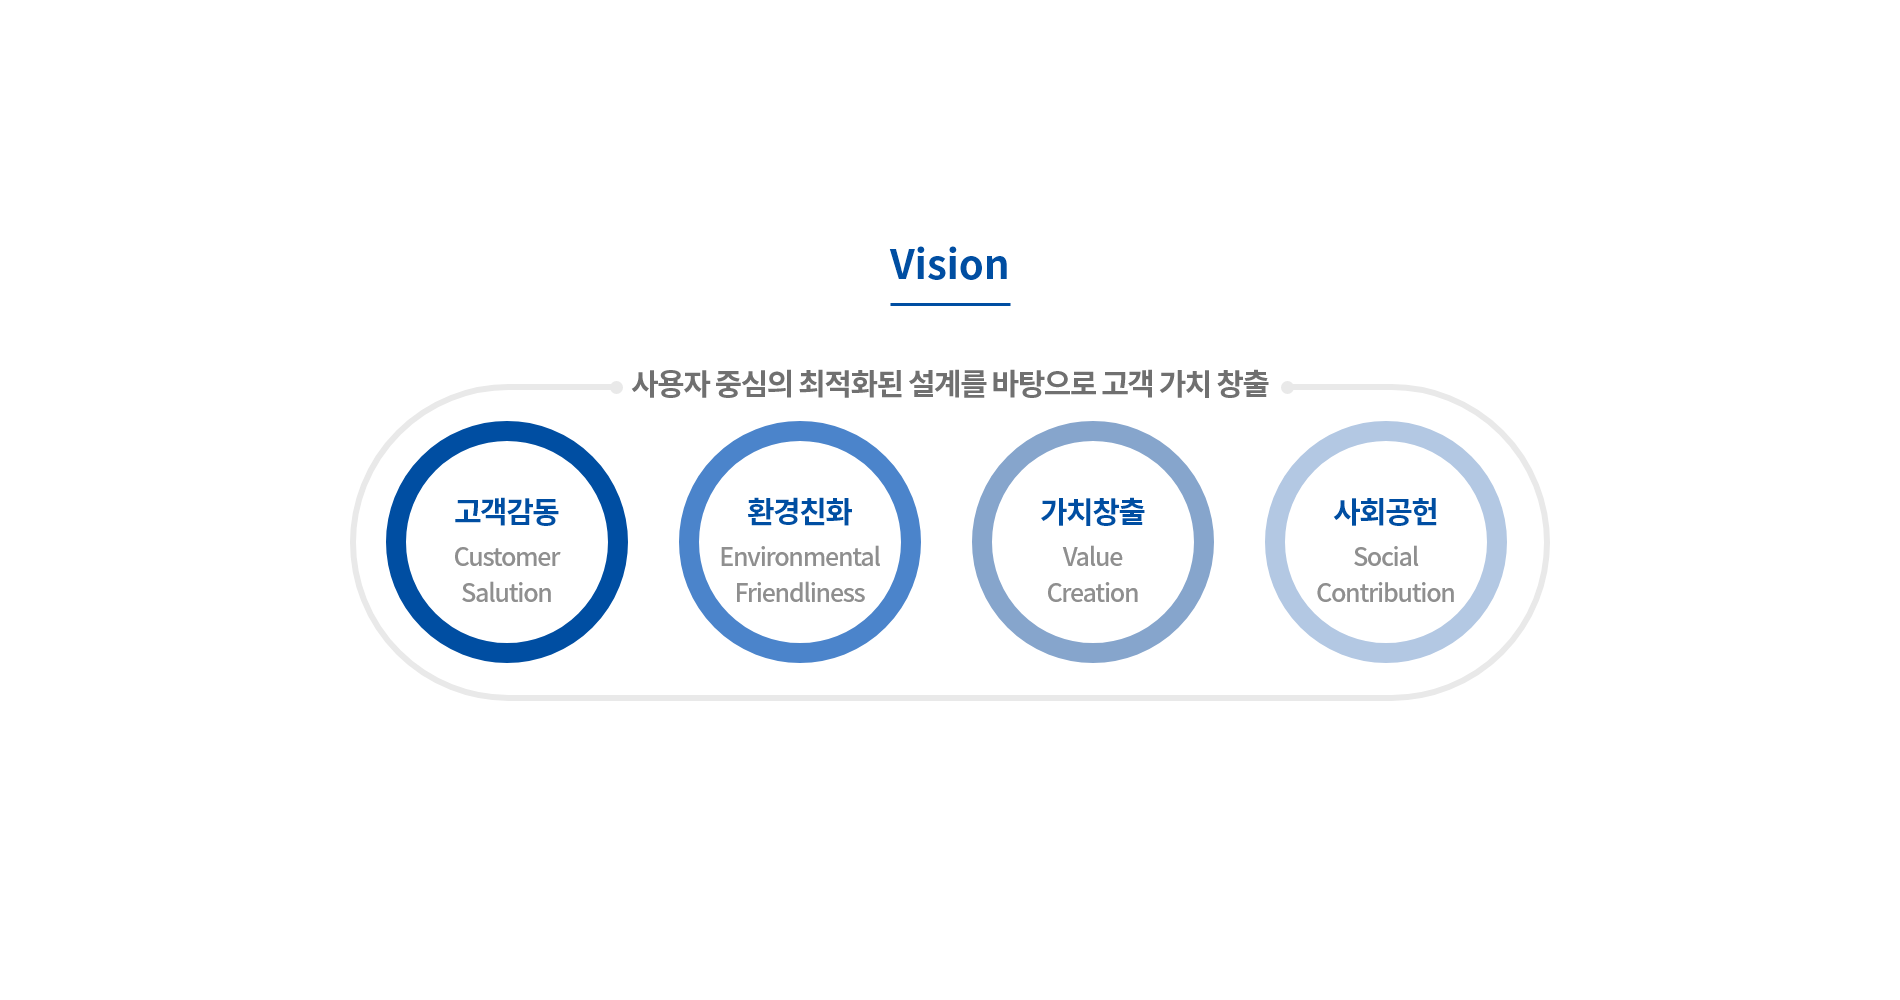 Vision
사용자 중심의 최적화된 설계를 바탕으로 고객 가치 창출
고객감동
Customer
Salution
환경친화
Environmental
Friendliness
가치창출
Value
Creation
사회공헌
Social
Contribution